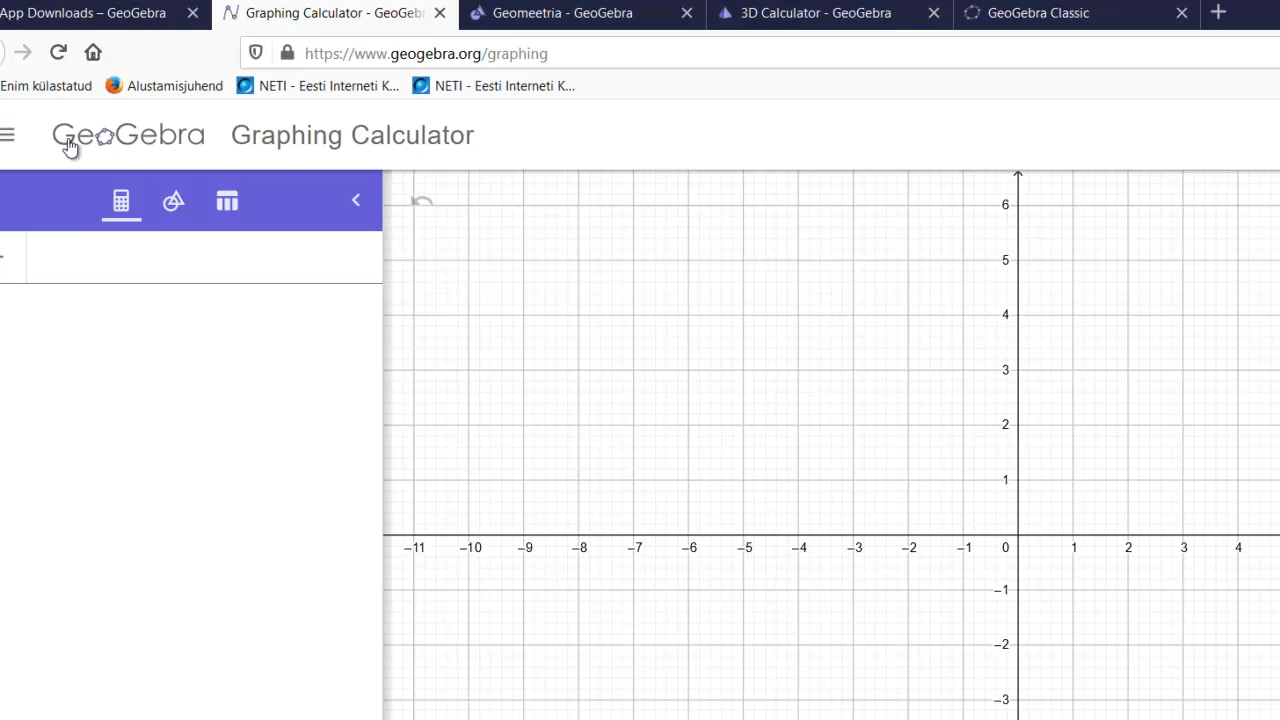 App Downloads – GeoGebra
Graphing Calculator - GeoGeb
Geomeetria - GeoGebra
3D Calculator - GeoGebra
GeoGebra Classic
https://www.geogebra.org/graphing
Enim külastatud
Alustamisjuhend
NETI - Eesti Interneti K...
NETI - Eesti Interneti K...
GeoGebra Graphing Calculator
6
5
4
3
2
1
–11 –10 –9 –8 –7 –6 –5 –4 –3 –2 –1 0 1 2 3 4
–1
–2
–3